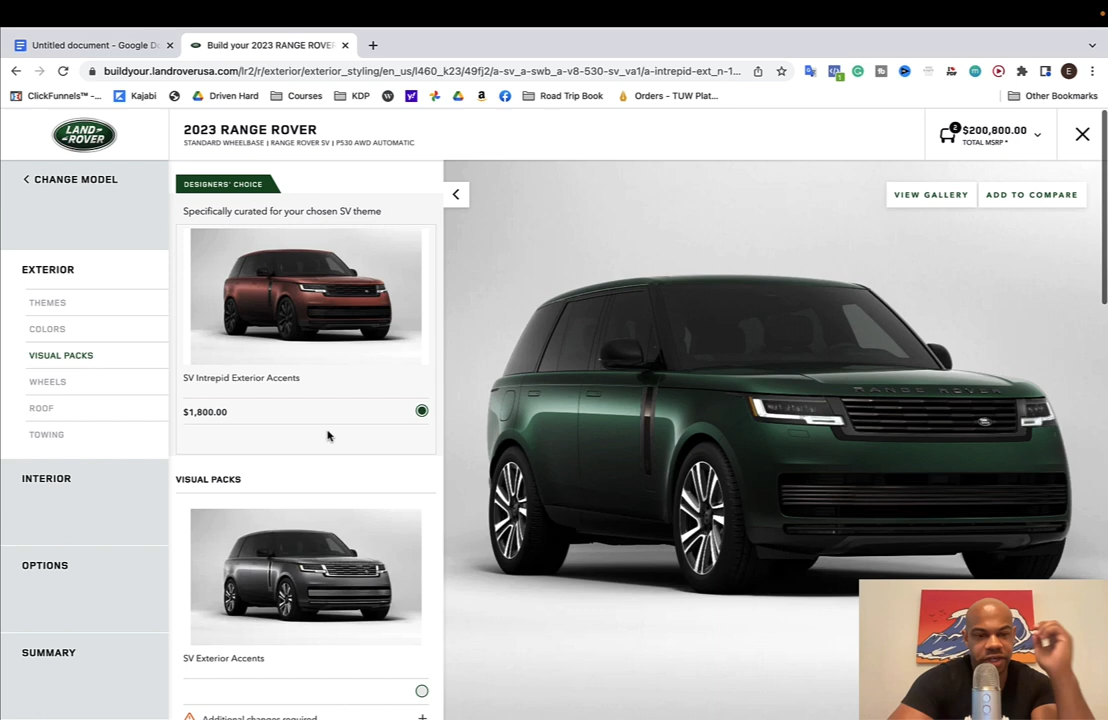 Untitled document - Google Do
Build your 2023 RANGE ROVER
buildyour.landroverusa.com/lr2/r/exterior/exterior_styling/en_us/l460_k23/49fj2/a-sv_a-swb_a-v8-530-sv_va1/a-intrepid-ext_n-1...
E
ClickFunnels™ -...
Kajabi
Driven Hard
Courses
KDP
Road Trip Book
Orders - TUW Plat...
Other Bookmarks
LAND
ROVER
2023 RANGE ROVER
STANDARD WHEELBASE | RANGE ROVER SV | P530 AWD AUTOMATIC
2
$200,800.00
TOTAL MSRP *
CHANGE MODEL
EXTERIOR
THEMES
COLORS
VISUAL PACKS
WHEELS
ROOF
TOWING
INTERIOR
OPTIONS
SUMMARY
DESIGNERS' CHOICE
Specifically curated for your chosen SV theme
SV Intrepid Exterior Accents
$1,800.00
VISUAL PACKS
SV Exterior Accents
Additional changes required
VIEW GALLERY
ADD TO COMPARE
RANGE ROVER